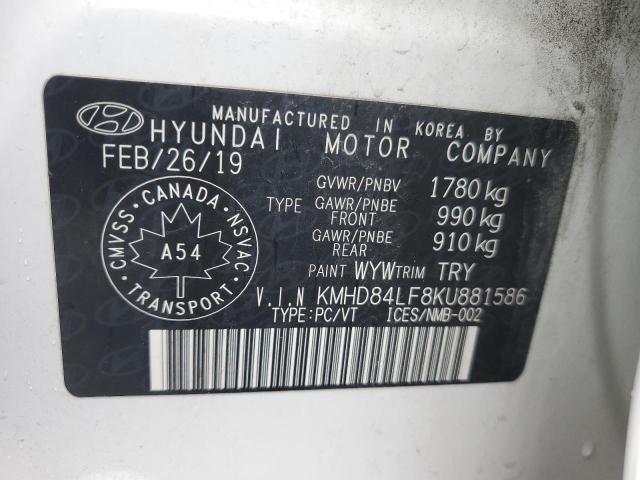 MANUFACTURED IN KOREA BY
HYUNDAI MOTOR COMPANY
FEB/26/19
GVWR/PNBV 1780 kg
TYPE GAWR/PNBE FRONT 990 kg
GAWR/PNBE REAR 910 kg
PAINT WYW TRIM TRY
CMVSS · CANADA · NSVAC · TRANSPORT ·
A54
V.I.N KMHD84LF8KU881586
TYPE:PC/VT ICES/NMB-002